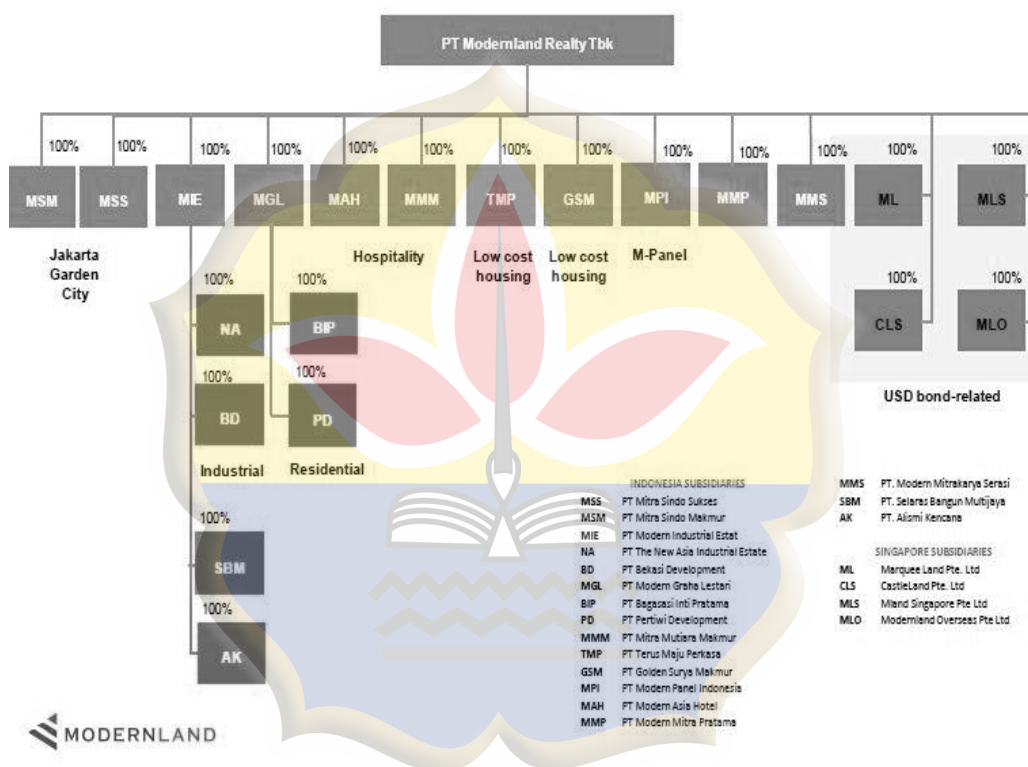 PT Modernland Realty Tbk
100% 100% 100% 100% 100% 100% 100% 100% 100% 100% 100% 100% 100%
MSM MSS MIE MGL MAH MMM TMP GSM MPI MMP MMS ML MLS
Jakarta
Garden
City
Hospitality
Low cost
housing
Low cost
housing
M-Panel
100% 100% 100% 100%
NA BIP CLS MLO
100% 100%
BD PD
USD bond-related
Industrial Residential
100%
SBM
100%
AK
INDONESIA SUBSIDIARIES
MSS PT Mitra Sindo Sukses
MSM PT Mitra Sindo Makmur
MIE PT Modern Industrial Estat
NA PT The New Asia Industrial Estate
BD PT Bekasi Development
MGL PT Modern Graha Lestari
BIP PT Bagasasi Inti Pratama
PD PT Pertiwi Development
MMM PT Mitra Mutiara Makmur
TMP PT Terus Maju Perkasa
GSM PT Golden Surya Makmur
MPI PT Modern Panel Indonesia
MAH PT Modern Asia Hotel
MMP PT Modern Mitra Pratama
MMS PT. Modern Mitrakarya Serasi
SBM PT. Selaras Bangun Multijaya
AK PT. Alismi Kencana
SINGAPORE SUBSIDIARIES
ML Marquee Land Pte. Ltd
CLS CastleLand Pte. Ltd
MLS Mland Singapore Pte Ltd
MLO Modernland Overseas Pte Ltd
MODERNLAND